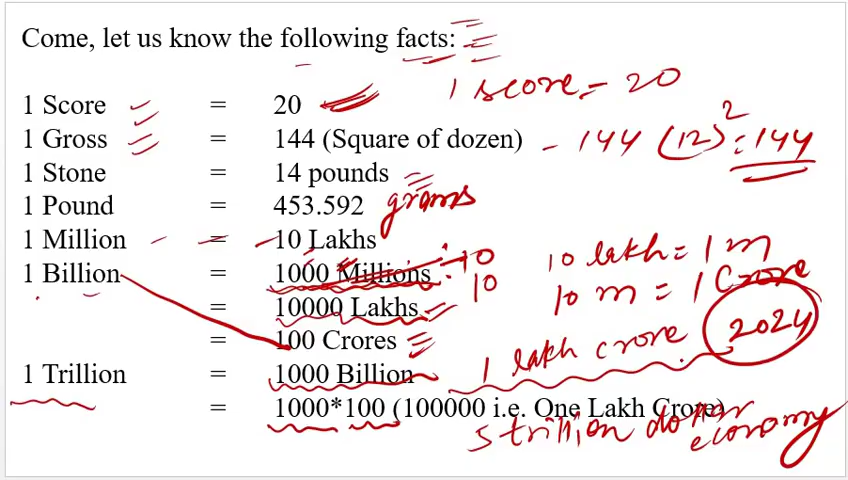 Come, let us know the following facts:
1 score = 20
1 Score = 20
1 Gross = 144 (Square of dozen) - 144 (12)² = 144
1 Stone = 14 pounds
1 Pound = 453.592 grams
1 Million = 10 Lakhs
10 lakh = 1 m
1 Billion = 1000 Millions ÷10
10
10 m = 1 Crore
= 10000 Lakhs
2024
= 100 Crores
1 lakh crore
1 Trillion = 1000 Billion
= 1000*100 (100000 i.e. One Lakh Crore)
5 trillion dollar
economy